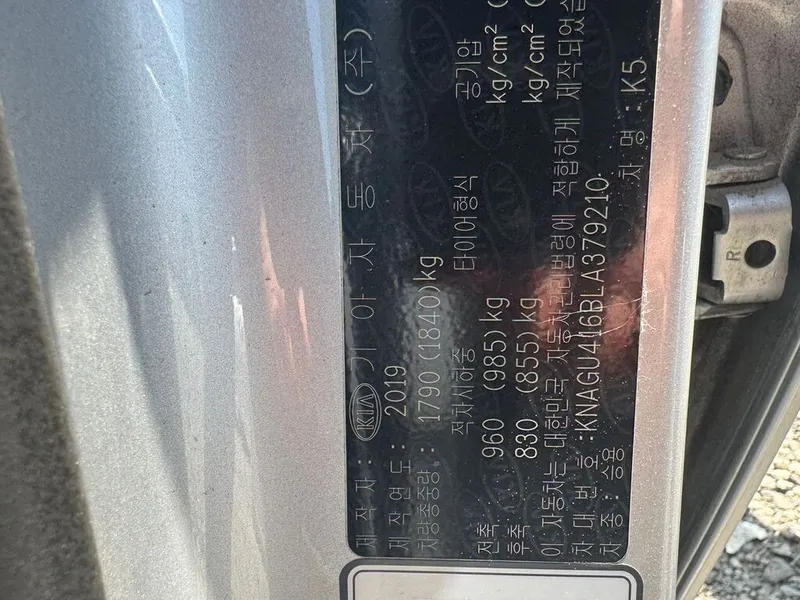 제 작 자 : KIA 기 아 자 동 차 (주)
제 작 연 도 : 2019
차량총중량 : 1790 (1840)kg
적차시하중 타이어형식 공기압
전축 960 (985)kg kg/cm² (
후축 830 (855)kg kg/cm² (
이 자동차는 대한민국 자동차관리법령에 적합하게 제작되었습
차 대 번 호 :KNAGU416BLA379210
차 종 : 승용 차 명 : K5
R